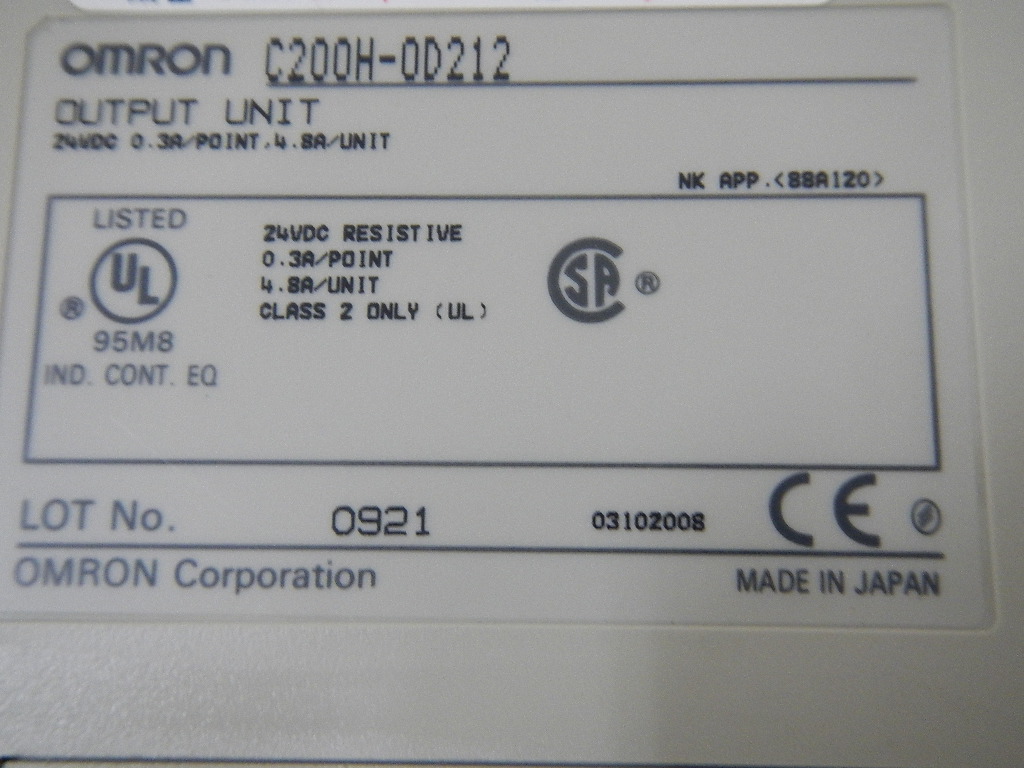 OMRON C200H-OD212
OUTPUT UNIT
24VDC 0.3A/POINT,4.8A/UNIT
NK APP.<88A120>
LISTED
UL
®
95M8
IND. CONT. EQ
24VDC RESISTIVE
0.3A/POINT
4.8A/UNIT
CLASS 2 ONLY (UL)
CSA ®
LOT No. 0921 03102008 CE
OMRON Corporation MADE IN JAPAN